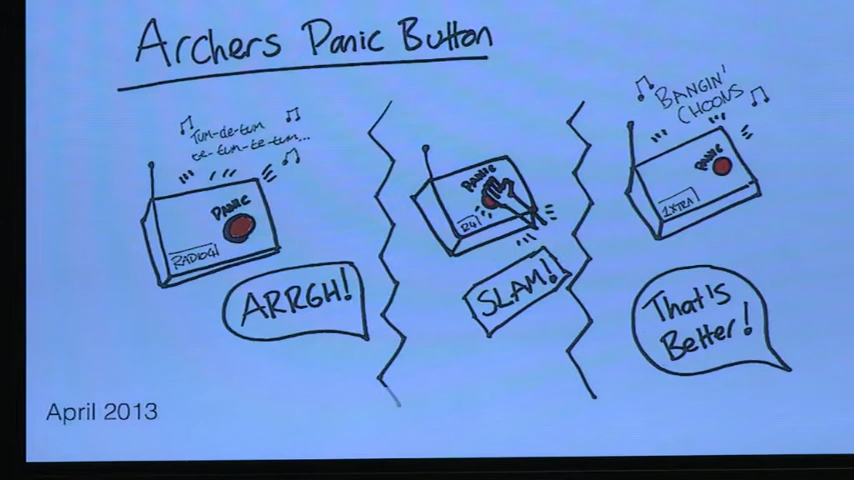 Archers Panic Button
Tum-de-tum
te-tum-te-tum...
PANIC
RADIO4
ARRGH!
PANIC
R4
SLAM!
BANGIN'
CHOONS
PANIC
1XTRA
That's
Better!
April 2013